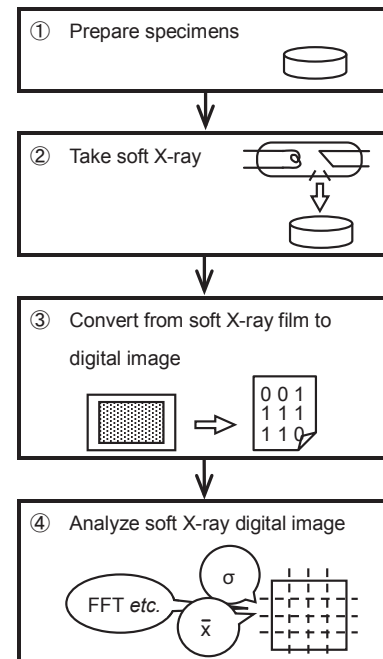 ① Prepare specimens
② Take soft X-ray
③ Convert from soft X-ray film to
digital image
0 0 1
1 1 1
1 1 0
④ Analyze soft X-ray digital image
σ
FFT etc.
x̄